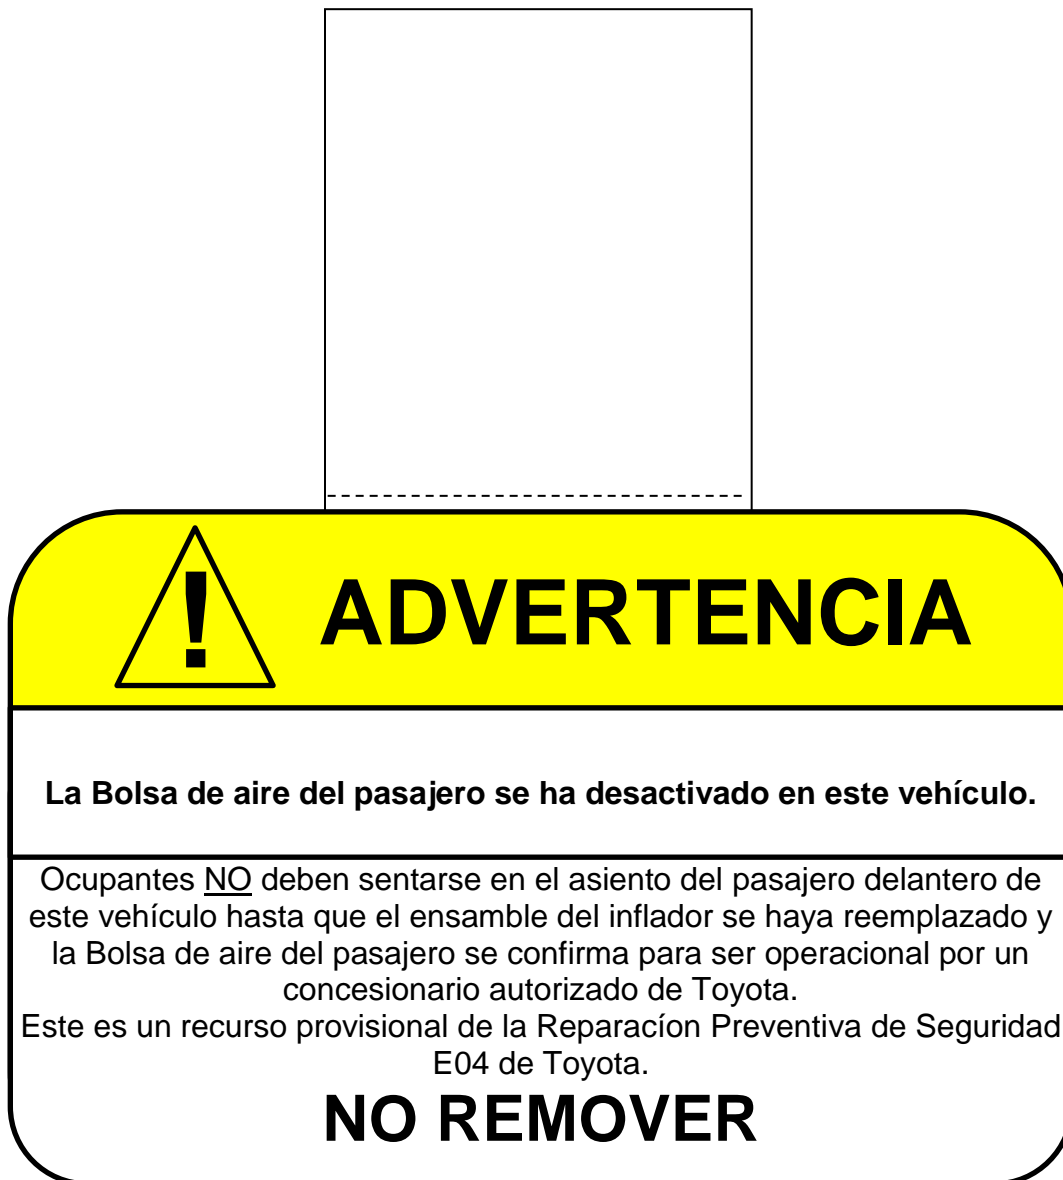 !
ADVERTENCIA
La Bolsa de aire del pasajero se ha desactivado en este vehículo.
Ocupantes NO deben sentarse en el asiento del pasajero delantero de
este vehículo hasta que el ensamble del inflador se haya reemplazado y
la Bolsa de aire del pasajero se confirma para ser operacional por un
concesionario autorizado de Toyota.
Este es un recurso provisional de la Reparacíon Preventiva de Seguridad
E04 de Toyota.
NO REMOVER